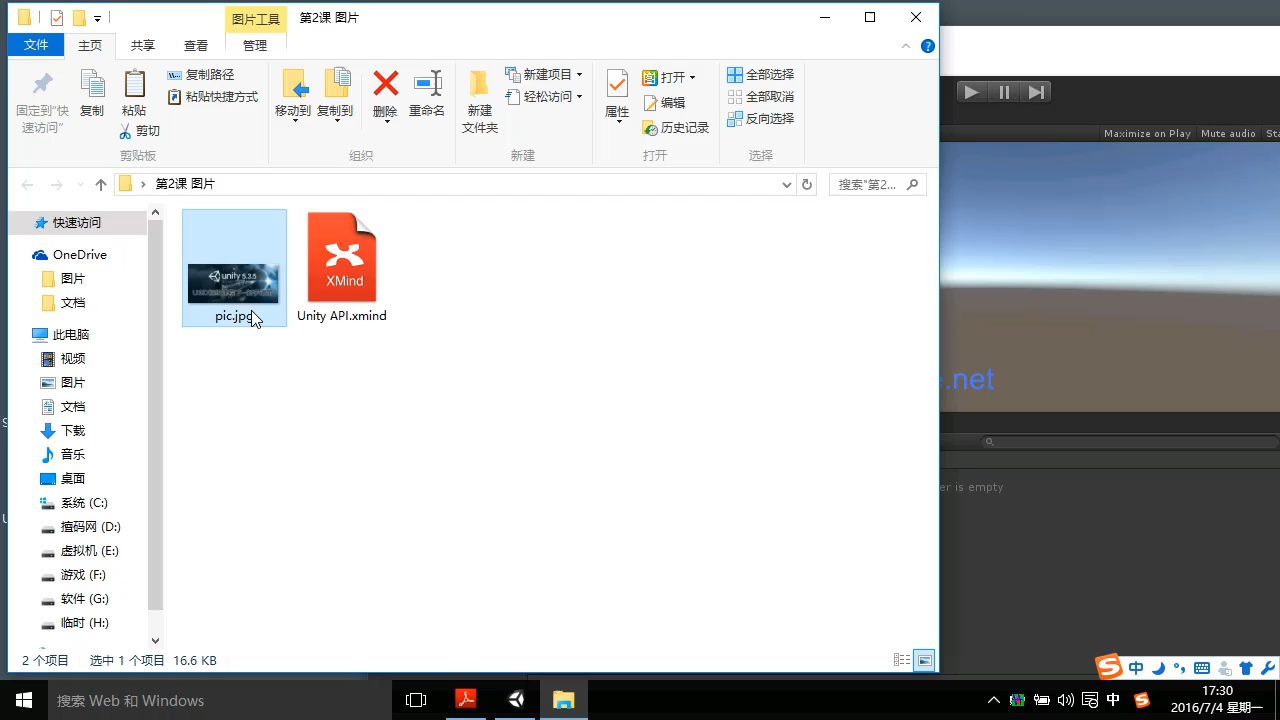 图片工具
第2课 图片
文件
主页
共享
查看
管理
固定到“快
速访问”
复制
粘贴
复制路径
粘贴快捷方式
剪切
移动到
复制到
删除
重命名
新建
文件夹
新建项目
轻松访问
属性
打开
编辑
历史记录
全部选择
全部取消
反向选择
剪贴板
组织
新建
打开
选择
第2课 图片
搜索"第2...
快速访问
OneDrive
图片
文档
此电脑
视频
图片
文档
下载
音乐
桌面
系统 (C:)
揎码网 (D:)
虚拟机 (E:)
游戏 (F:)
软件 (G:)
临时 (H:)
unity 5.3.5
pic.jpg
XMind
Unity API.xmind
2 个项目
选中 1 个项目 16.6 KB
Maximize on Play
Mute audio
Sta
.net
er is empty
中
搜索 Web 和 Windows
中
17:30
2016/7/4 星期一